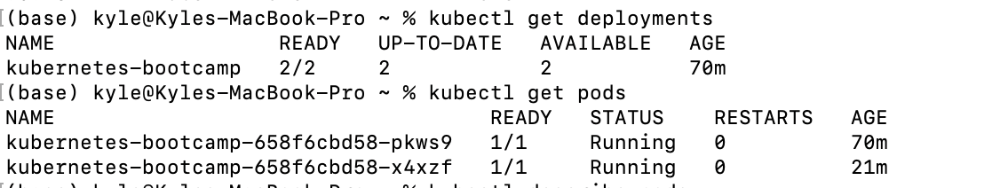 (base) kyle@Kyles-MacBook-Pro ~ % kubectl get deployments
NAME READY UP-TO-DATE AVAILABLE AGE
kubernetes-bootcamp 2/2 2 2 70m
(base) kyle@Kyles-MacBook-Pro ~ % kubectl get pods
NAME READY STATUS RESTARTS AGE
kubernetes-bootcamp-658f6cbd58-pkws9 1/1 Running 0 70m
kubernetes-bootcamp-658f6cbd58-x4xzf 1/1 Running 0 21m